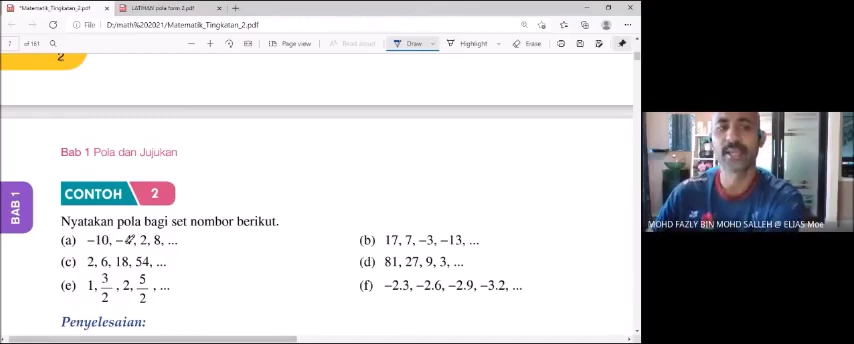 *Matematik_Tingkatan_2.pdf
LATIHAN pola form 2.pdf
File D:/math%202021/Matematik_Tingkatan_2.pdf
7 of 161 Page view Read aloud Draw Highlight Erase
2
Bab 1 Pola dan Jujukan
BAB 1
CONTOH 2
Nyatakan pola bagi set nombor berikut.
(a) −10, −4, 2, 8, ...
(b) 17, 7, −3, −13, ...
(c) 2, 6, 18, 54, ...
(d) 81, 27, 9, 3, ...
(e) 1, 3/2, 2, 5/2, ...
(f) −2.3, −2.6, −2.9, −3.2, ...
Penyelesaian:
MOHD FAZLY BIN MOHD SALLEH @ ELIAS Moe